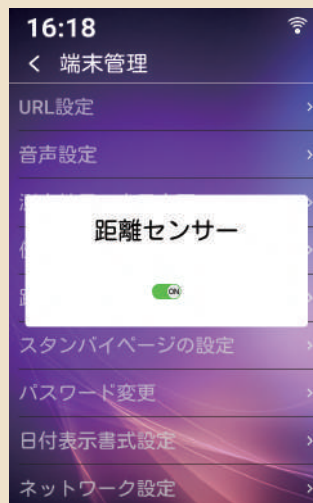 16:18
端末管理
URL設定
音声設定
距離センサー
ON
スタンバイページの設定
パスワード変更
日付表示書式設定
ネットワーク設定